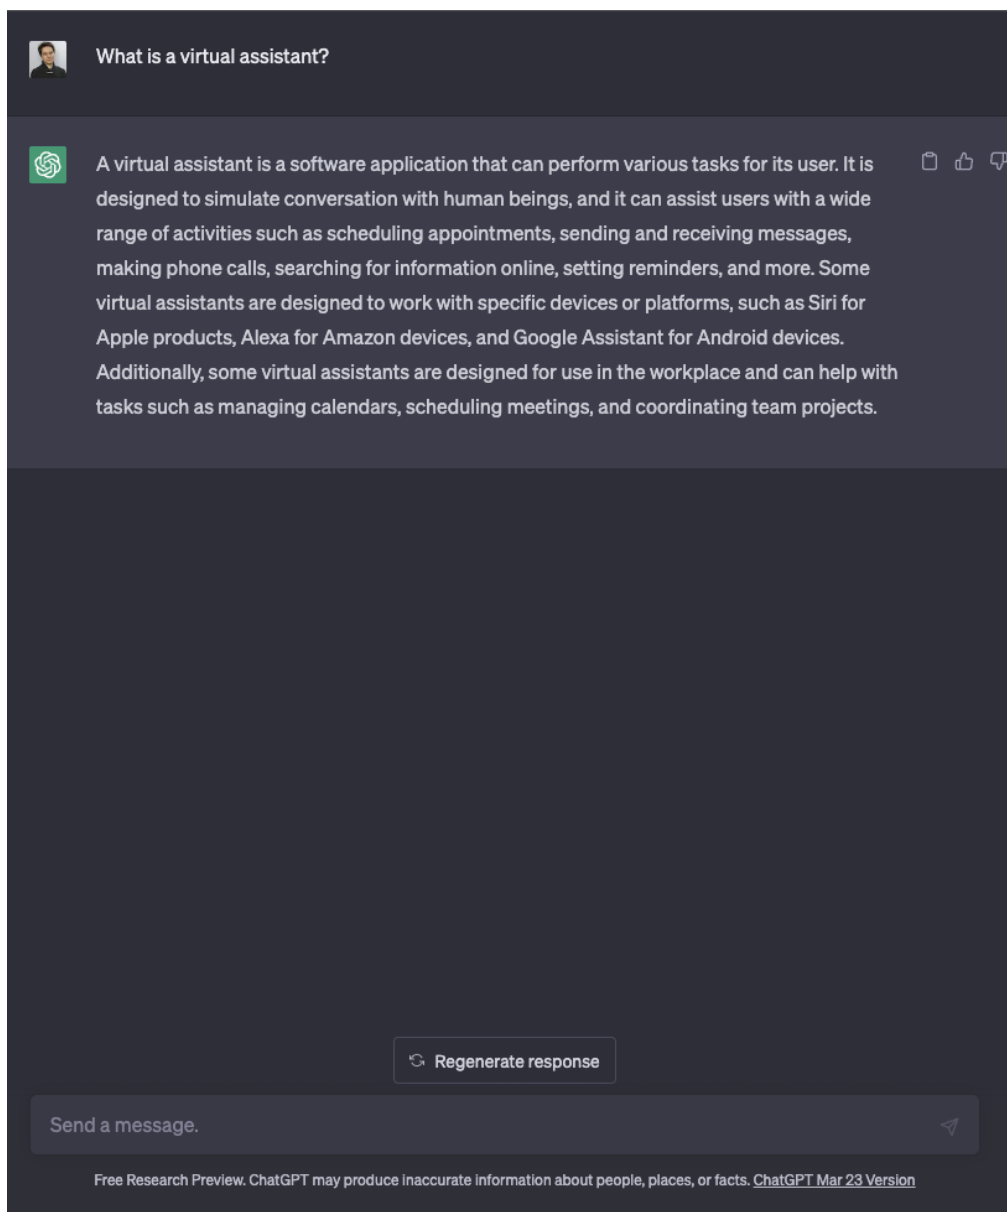 What is a virtual assistant?
A virtual assistant is a software application that can perform various tasks for its user. It is
designed to simulate conversation with human beings, and it can assist users with a wide
range of activities such as scheduling appointments, sending and receiving messages,
making phone calls, searching for information online, setting reminders, and more. Some
virtual assistants are designed to work with specific devices or platforms, such as Siri for
Apple products, Alexa for Amazon devices, and Google Assistant for Android devices.
Additionally, some virtual assistants are designed for use in the workplace and can help with
tasks such as managing calendars, scheduling meetings, and coordinating team projects.
Regenerate response
Send a message.
Free Research Preview. ChatGPT may produce inaccurate information about people, places, or facts. ChatGPT Mar 23 Version